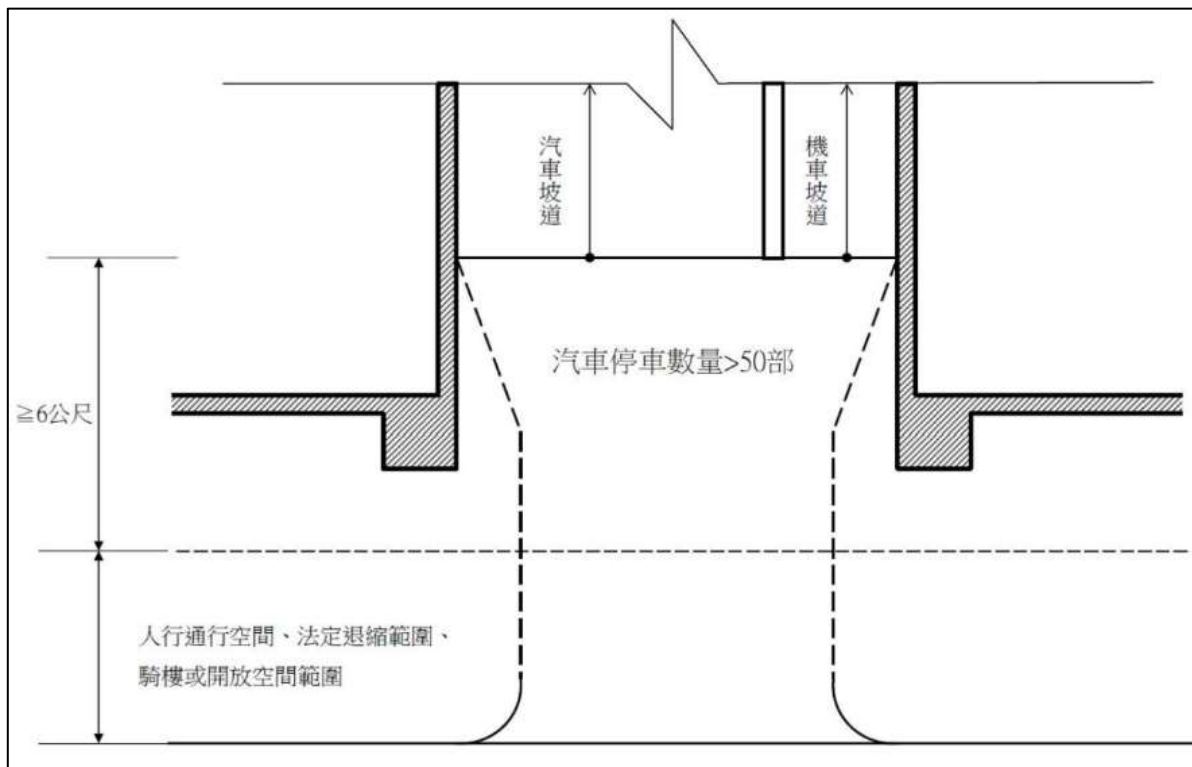 汽車坡道
機車坡道
汽車停車數量>50部
≧6公尺
人行通行空間、法定退縮範圍、
騎樓或開放空間範圍